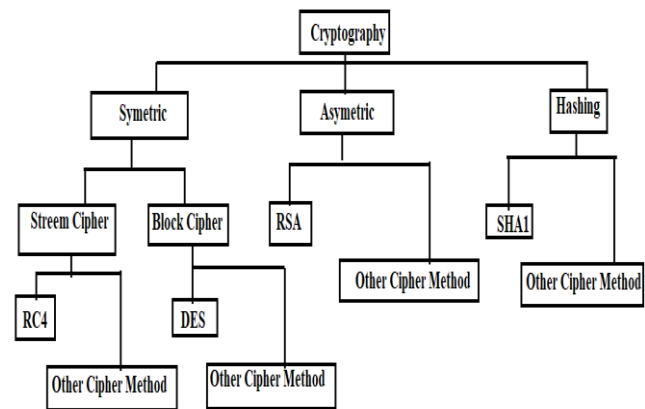 Cryptography
Symetric
Asymetric
Hashing
Streem Cipher
Block Cipher
RSA
SHA1
Other Cipher Method
Other Cipher Method
RC4
DES
Other Cipher Method
Other Cipher Method